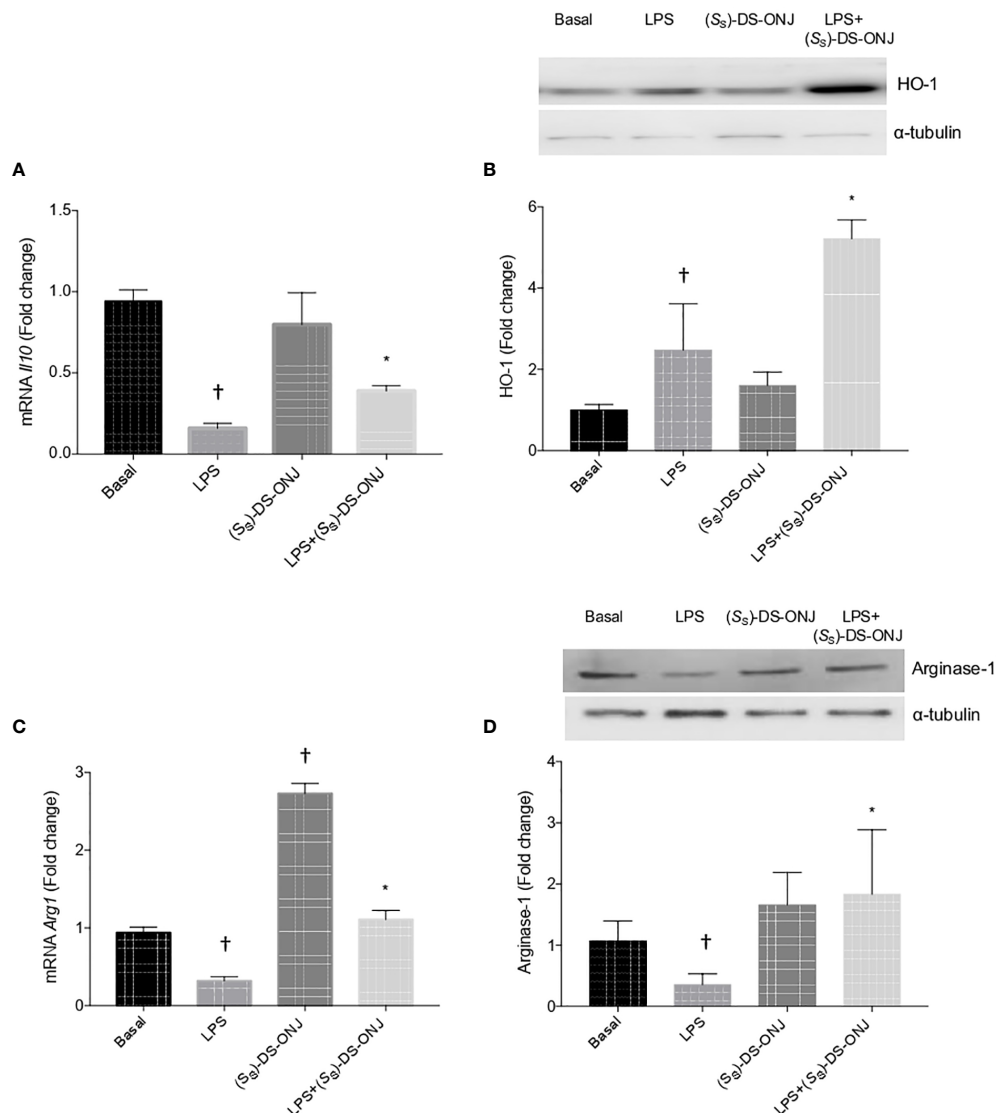 Basal LPS (Sₛ)-DS-ONJ LPS+
(Sₛ)-DS-ONJ
HO-1
α-tubulin
A
mRNA Il10 (Fold change)
1.5
1.0
0.5
0.0
Basal
LPS
(Sₛ)-DS-ONJ
LPS+(Sₛ)-DS-ONJ
†
*
B
HO-1 (Fold change)
6
4
2
0
Basal
LPS
(Sₛ)-DS-ONJ
LPS+(Sₛ)-DS-ONJ
†
*
Basal LPS (Sₛ)-DS-ONJ LPS+
(Sₛ)-DS-ONJ
Arginase-1
α-tubulin
C
mRNA Arg1 (Fold change)
3
2
1
0
Basal
LPS
(Sₛ)-DS-ONJ
LPS+(Sₛ)-DS-ONJ
†
†
*
D
Arginase-1 (Fold change)
4
3
2
1
0
Basal
LPS
(Sₛ)-DS-ONJ
LPS+(Sₛ)-DS-ONJ
†
*